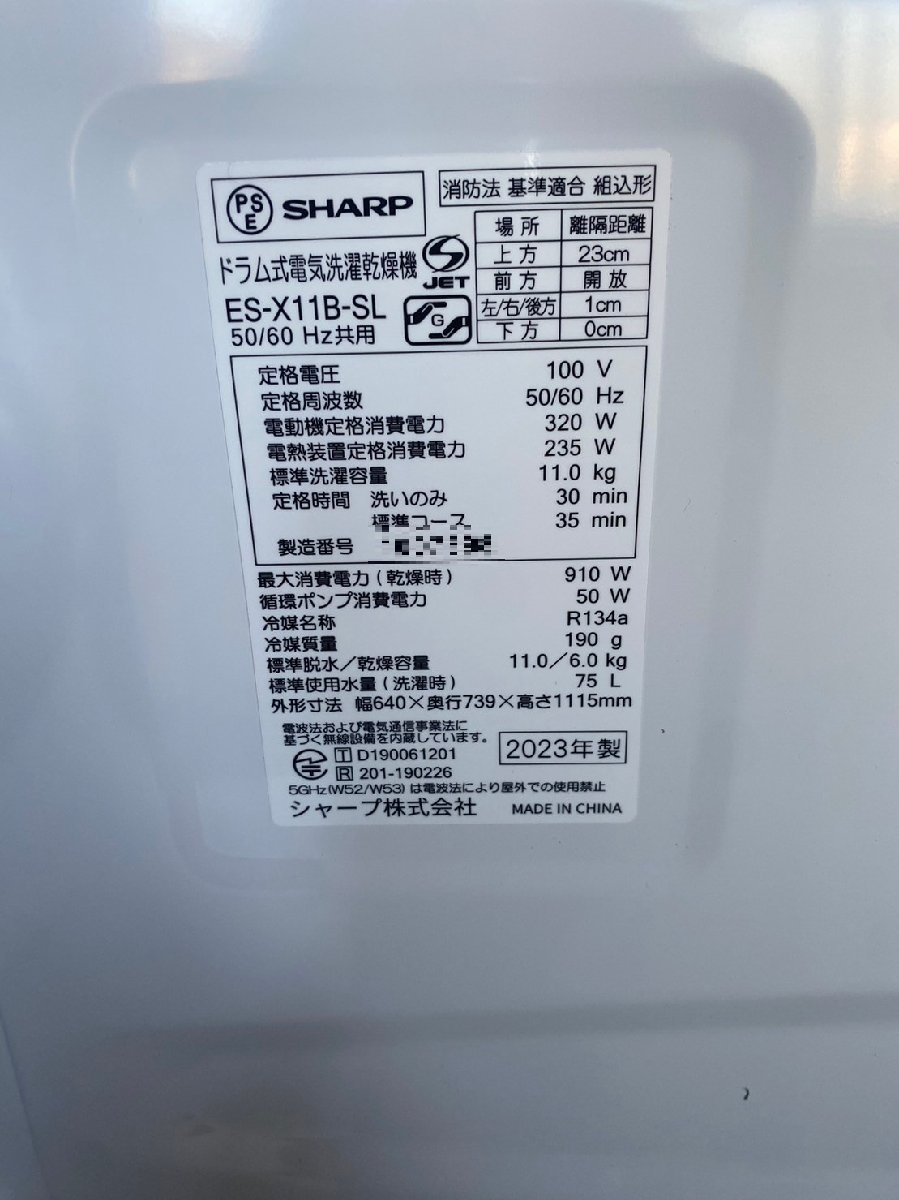 PS E SHARP
消防法 基準適合 組込形
場所 離隔距離
上方 23cm
前方 開放
左/右/後方 1cm
下方 0cm
ドラム式電気洗濯乾燥機
S JET
ES-X11B-SL
G
50/60 Hz共用
定格電圧 100 V
定格周波数 50/60 Hz
電動機定格消費電力 320 W
電熱装置定格消費電力 235 W
標準洗濯容量 11.0 kg
定格時間 洗いのみ 30 min
標準コース 35 min
製造番号
最大消費電力(乾燥時) 910 W
循環ポンプ消費電力 50 W
冷媒名称 R134a
冷媒質量 190 g
標準脱水/乾燥容量 11.0/6.0 kg
標準使用水量(洗濯時) 75 L
外形寸法 幅640×奥行739×高さ1115mm
電波法および電気通信事業法に
基づく無線設備を内蔵しています。
T D190061201
R 201-190226
2023年製
5GHz(W52/W53)は電波法により屋外での使用禁止
シャープ株式会社 MADE IN CHINA